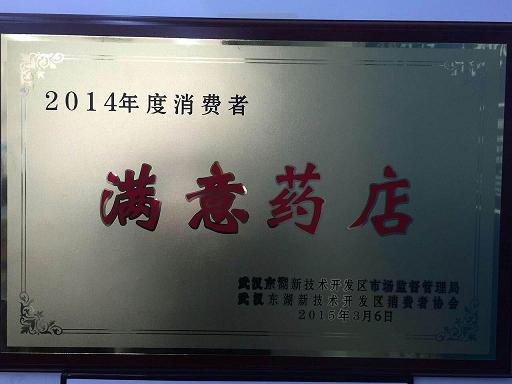 2014年度消费者
满意药店
武汉东湖新技术开发区市场监督管理局
武汉东湖新技术开发区消费者协会
2015年3月6日